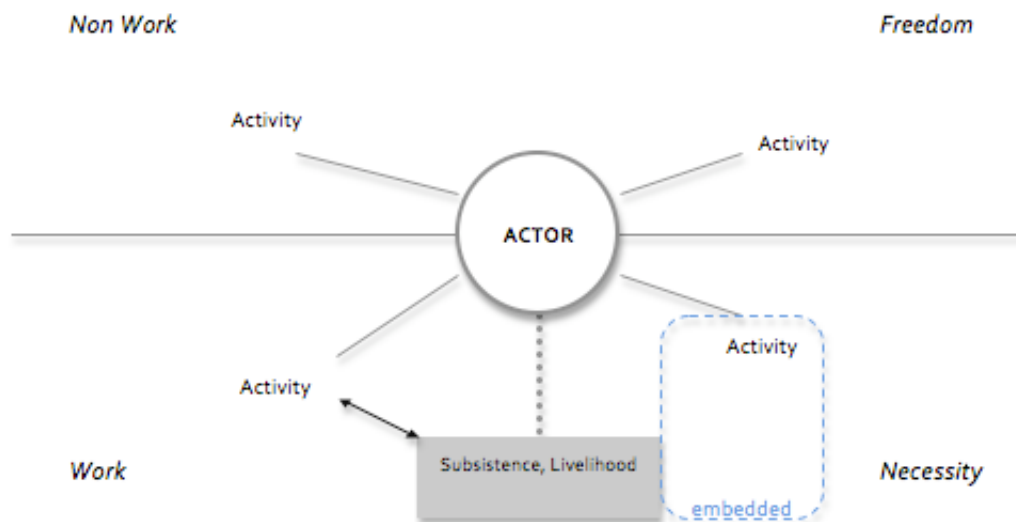 Non Work
Freedom
Activity
Activity
ACTOR
Activity
Activity
Subsistence, Livelihood
Work
Necessity
embedded